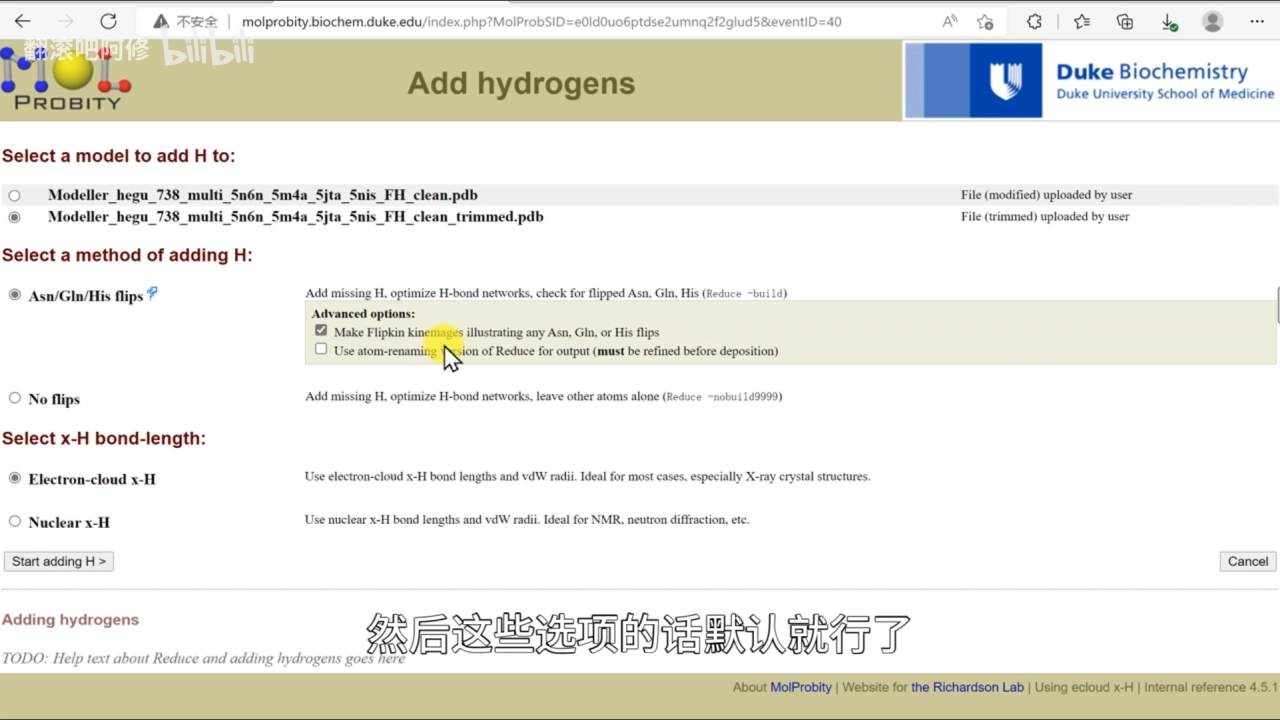 不安全 molprobity.biochem.duke.edu/index.php?MolProbSID=e0ld0uo6ptdse2umnq2f2glud5&eventID=40
翻滚吧阿修 bilibili
MOL PROBITY
Add hydrogens
Duke Biochemistry
Duke University School of Medicine
Select a model to add H to:
Modeller_hegu_738_multi_5n6n_5m4a_5jta_5nis_FH_clean.pdb File (modified) uploaded by user
Modeller_hegu_738_multi_5n6n_5m4a_5jta_5nis_FH_clean_trimmed.pdb File (trimmed) uploaded by user
Select a method of adding H:
Asn/Gln/His flips Add missing H, optimize H-bond networks, check for flipped Asn, Gln, His (Reduce -build)
Advanced options:
Make Flipkin kinemages illustrating any Asn, Gln, or His flips
Use atom-renaming version of Reduce for output (must be refined before deposition)
No flips Add missing H, optimize H-bond networks, leave other atoms alone (Reduce -nobuild9999)
Select x-H bond-length:
Electron-cloud x-H Use electron-cloud x-H bond lengths and vdW radii. Ideal for most cases, especially X-ray crystal structures.
Nuclear x-H Use nuclear x-H bond lengths and vdW radii. Ideal for NMR, neutron diffraction, etc.
Start adding H > Cancel
Adding hydrogens
然后这些选项的话默认就行了
TODO: Help text about Reduce and adding hydrogens goes here
About MolProbity | Website for the Richardson Lab | Using ecloud x-H | Internal reference 4.5.1